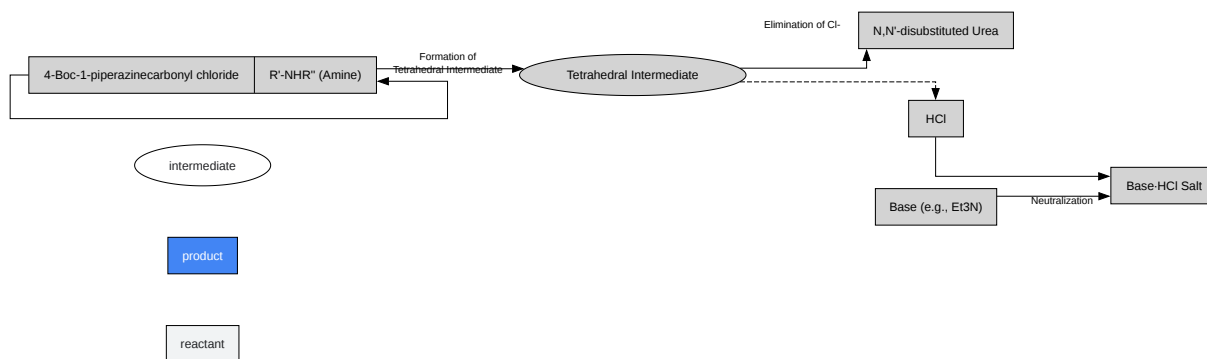 Elimination of Cl-
N,N'-disubstituted Urea
Formation of
Tetrahedral Intermediate
4-Boc-1-piperazinecarbonyl chloride
R'-NHR" (Amine)
Tetrahedral Intermediate
HCl
intermediate
Base·HCl Salt
Base (e.g., Et3N)
Neutralization
product
reactant